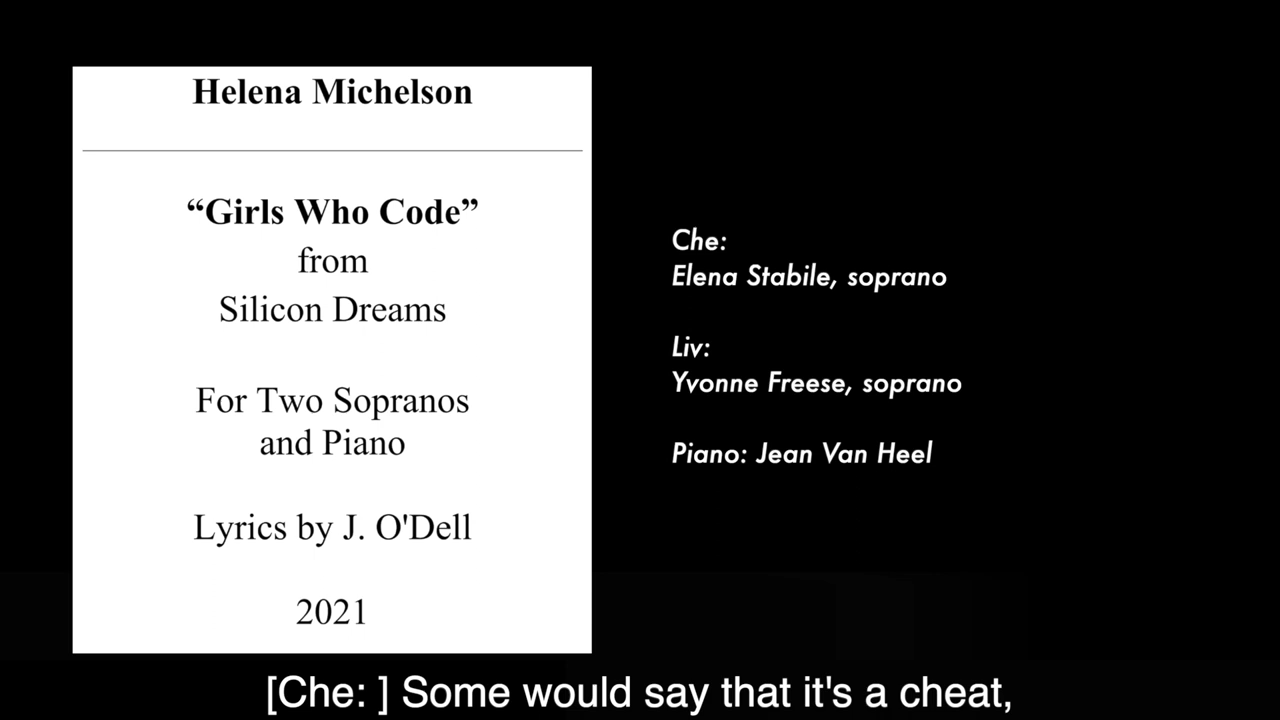 Helena Michelson
“Girls Who Code”
from
Silicon Dreams
For Two Sopranos
and Piano
Lyrics by J. O'Dell
2021
Che:
Elena Stabile, soprano
Liv:
Yvonne Freese, soprano
Piano: Jean Van Heel
[Che: ] Some would say that it's a cheat,